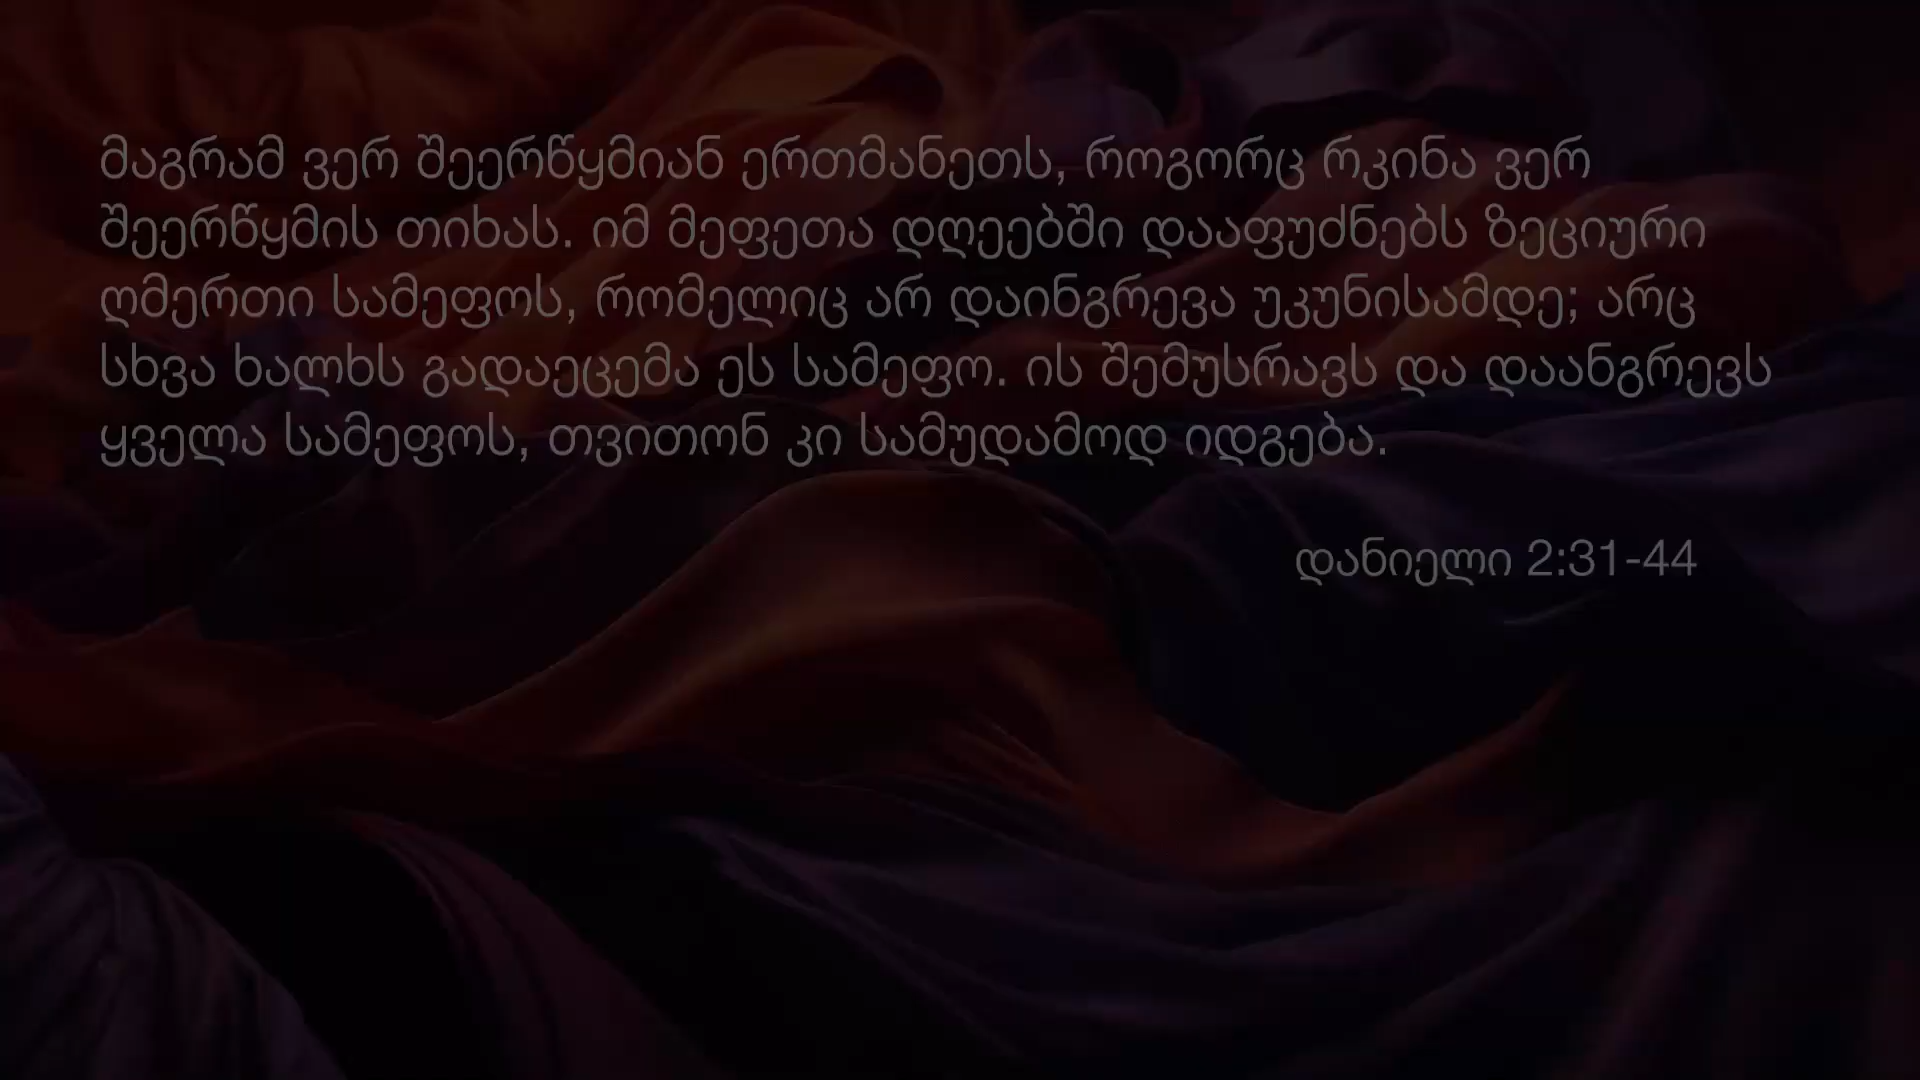 მაგრამ ვერ შეერწყმიან ერთმანეთს, როგორც რკინა ვერ
შეერწყმის თიხას. იმ მეფეთა დღეებში დააფუძნებს ზეციური
ღმერთი სამეფოს, რომელიც არ დაინგრევა უკუნისამდე; არც
სხვა ხალხს გადაეცემა ეს სამეფო. ის შემუსრავს და დაანგრევს
ყველა სამეფოს, თვითონ კი სამუდამოდ იდგება.
დანიელი 2:31-44